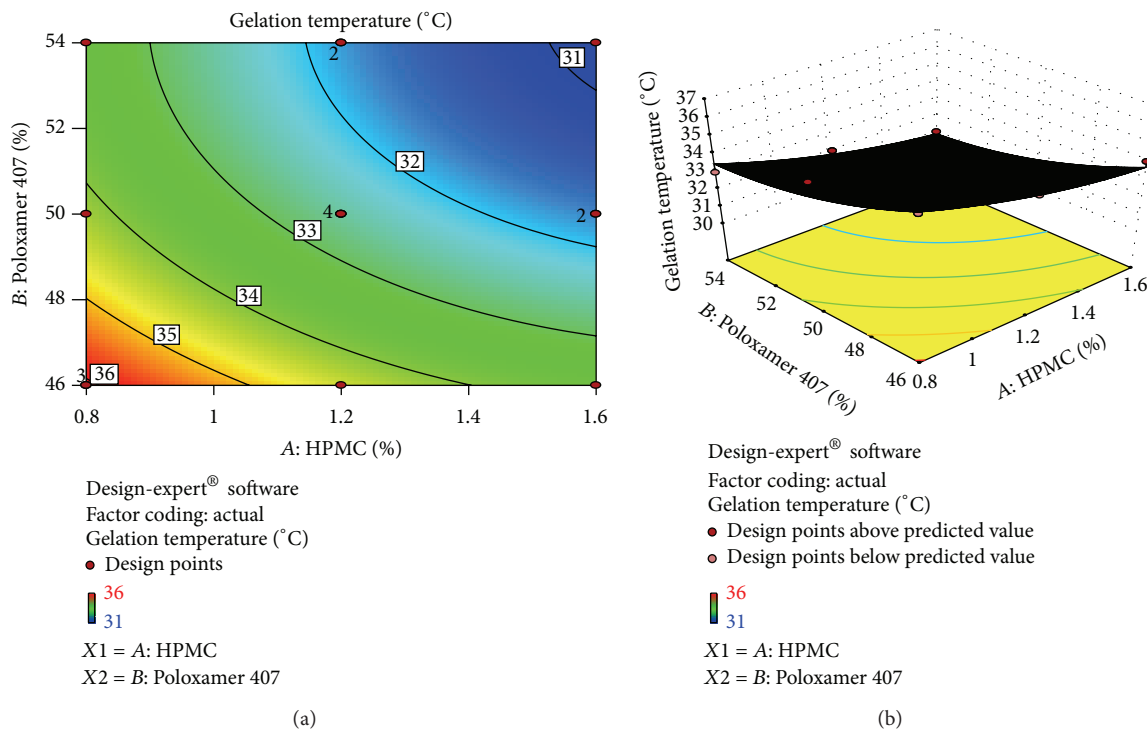 Gelation temperature (˚C)
54
52
50
48
46
B: Poloxamer 407 (%)
31
2
32
4
2
33
34
35
3
36
0.8
1
1.2
1.6
A: HPMC (%)
Design-expert® software
Factor coding: actual
Gelation temperature (˚C)
Design points
36
31
X1 = A: HPMC
X2 = B: Poloxamer 407
(a)
Gelation temperature (˚C)
37
36
35
34
33
32
31
30
54
52
50
48
46
B: Poloxamer 407 (%)
0.8
1
1.2
1.4
1.6
A: HPMC (%)
Design-expert® software
Factor coding: actual
Gelation temperature (˚C)
Design points above predicted value
Design points below predicted value
36
31
X1 = A: HPMC
X2 = B: Poloxamer 407
(b)